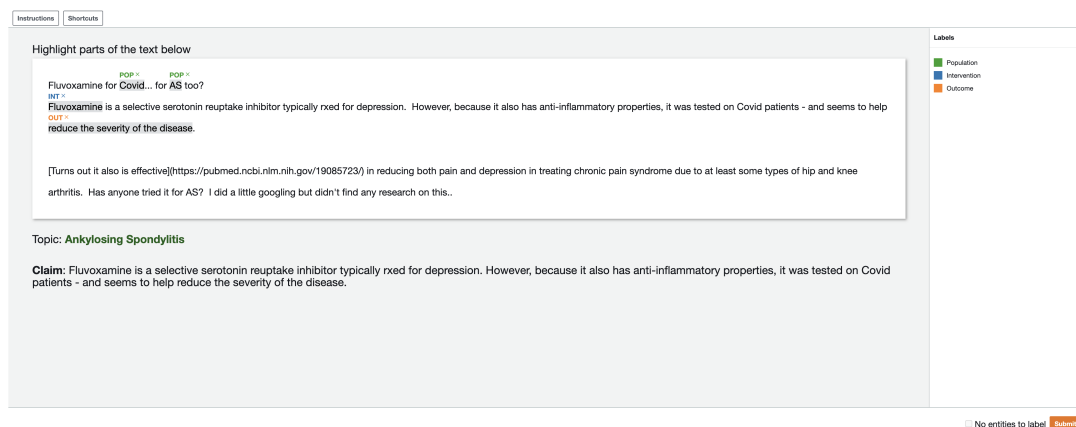 Instructions Shortcuts
Labels
Highlight parts of the text below
Population
Intervention
Outcome
POP × POP ×
Fluvoxamine for Covid... for AS too?
INT ×
Fluvoxamine is a selective serotonin reuptake inhibitor typically rxed for depression.  However, because it also has anti-inflammatory properties, it was tested on Covid patients - and seems to help
OUT ×
reduce the severity of the disease.
[Turns out it also is effective](https://pubmed.ncbi.nlm.nih.gov/19085723/) in reducing both pain and depression in treating chronic pain syndrome due to at least some types of hip and knee
arthritis.  Has anyone tried it for AS?  I did a little googling but didn't find any research on this..
Topic: Ankylosing Spondylitis
Claim: Fluvoxamine is a selective serotonin reuptake inhibitor typically rxed for depression. However, because it also has anti-inflammatory properties, it was tested on Covid
patients - and seems to help reduce the severity of the disease.
No entities to label Submit